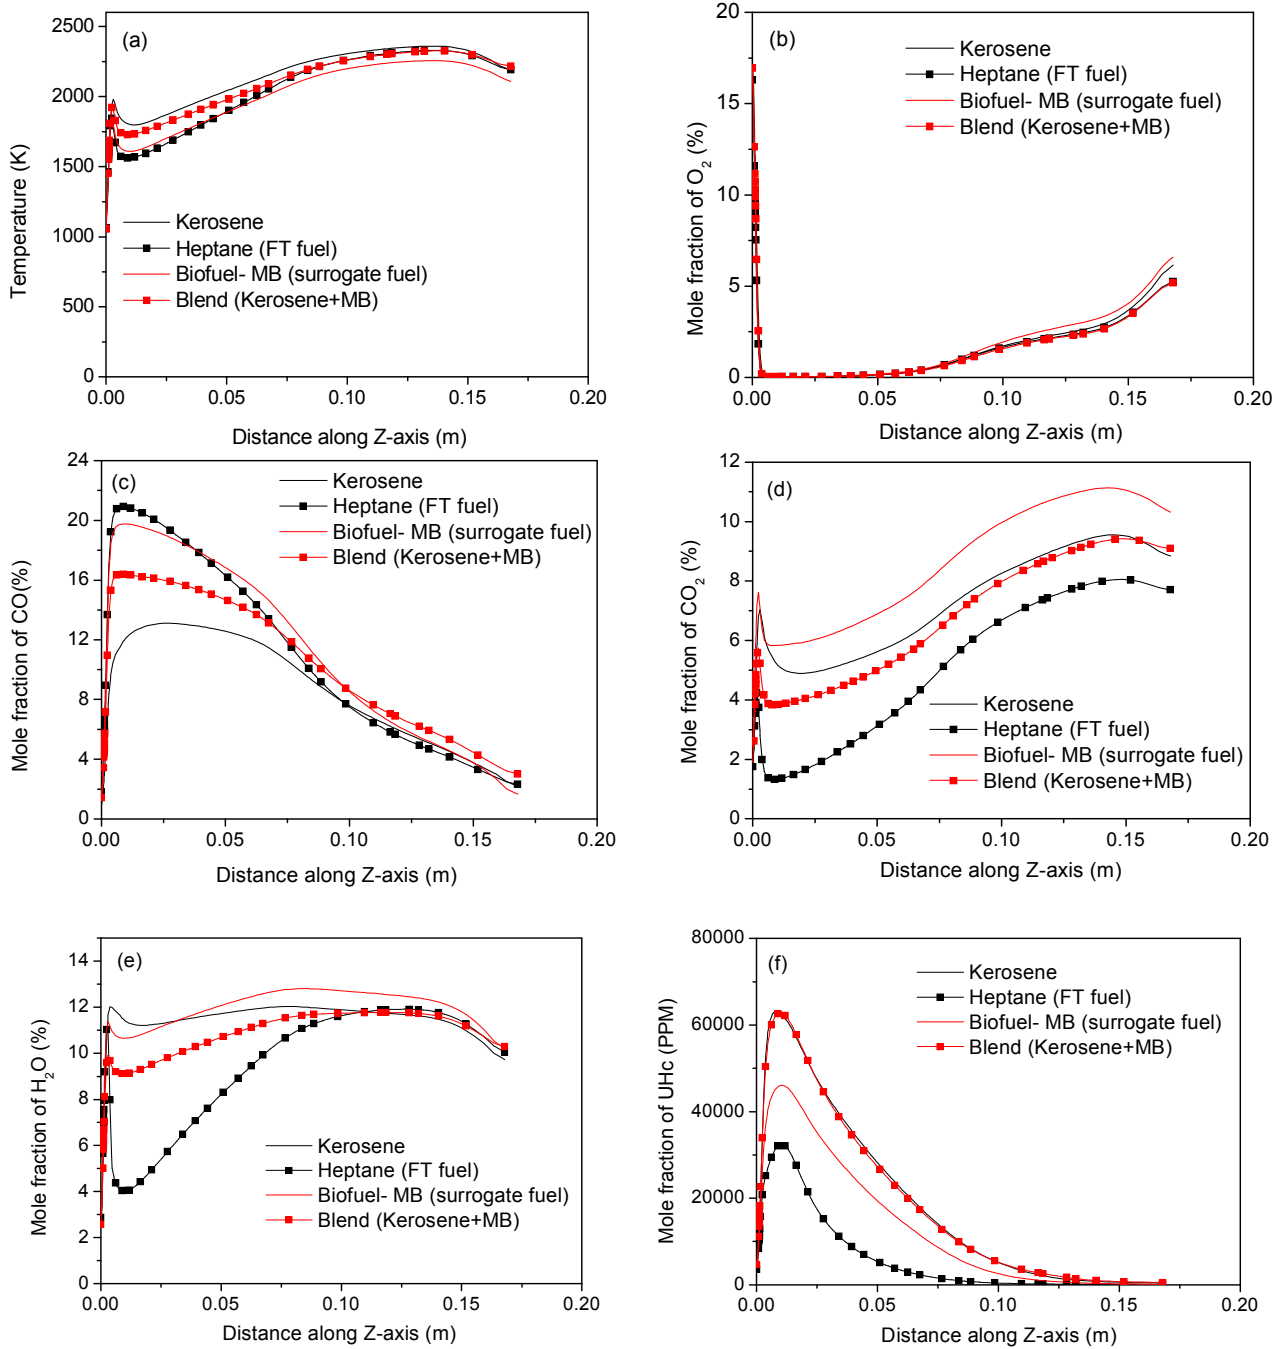 (a)
2500
2000
1500
1000
500
0
Temperature (K)
Kerosene
Heptane (FT fuel)
Biofuel- MB (surrogate fuel)
Blend (Kerosene+MB)
0.00 0.05 0.10 0.15 0.20
Distance along Z-axis (m)
(b)
20
15
10
5
0
Mole fraction of O2 (%)
Kerosene
Heptane (FT fuel)
Biofuel- MB (surrogate fuel)
Blend (Kerosene+MB)
0.00 0.05 0.10 0.15 0.20
Distance along Z-axis (m)
(c)
24
20
16
12
8
4
0
Mole fraction of CO(%)
Kerosene
Heptane (FT fuel)
Biofuel- MB (surrogate fuel)
Blend (Kerosene+MB)
0.00 0.05 0.10 0.15 0.20
Distance along Z-axis (m)
(d)
12
10
8
6
4
2
0
Mole fraction of CO2 (%)
Kerosene
Heptane (FT fuel)
Biofuel- MB (surrogate fuel)
Blend (Kerosene+MB)
0.00 0.05 0.10 0.15 0.20
Distance along Z-axis (m)
(e)
14
12
10
8
6
4
2
0
Mole fraction of H2O (%)
Kerosene
Heptane (FT fuel)
Biofuel- MB (surrogate fuel)
Blend (Kerosene+MB)
0.00 0.05 0.10 0.15 0.20
Distance along Z-axis (m)
(f)
80000
60000
40000
20000
0
Mole fraction of UHc (PPM)
Kerosene
Heptane (FT fuel)
Biofuel- MB (surrogate fuel)
Blend (Kerosene+MB)
0.00 0.05 0.10 0.15 0.20
Distance along Z-axis (m)